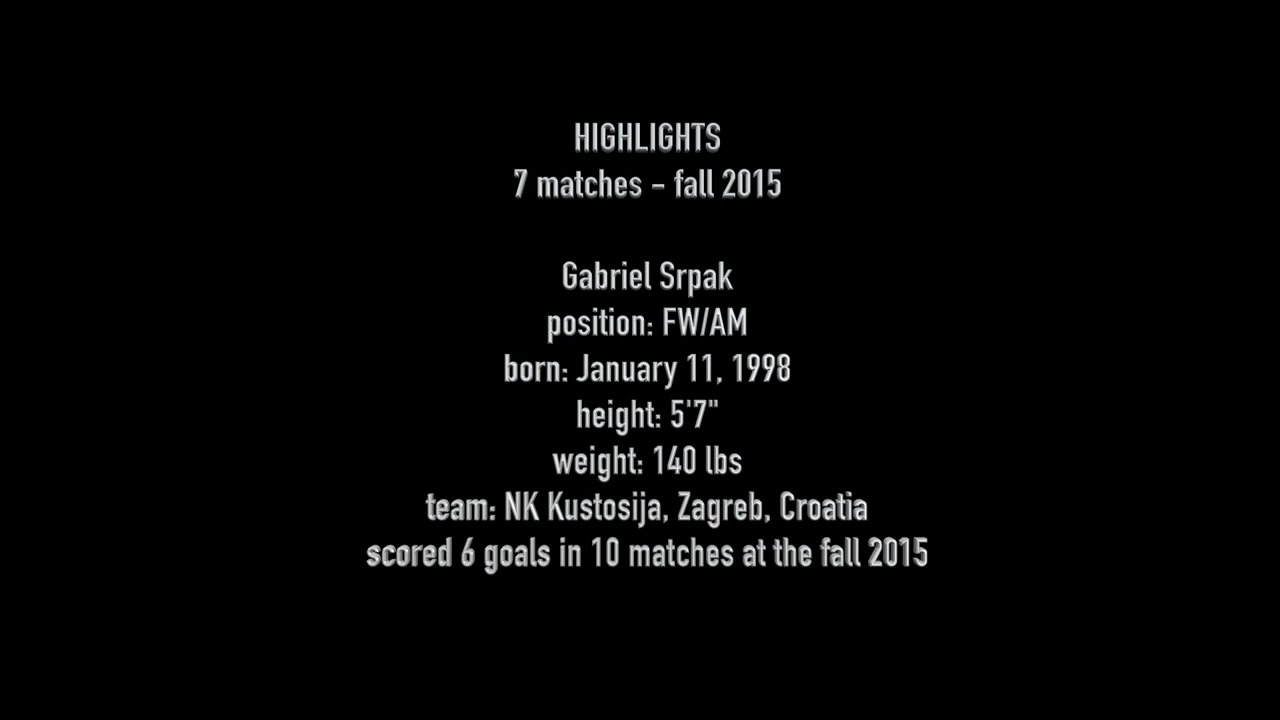 HIGHLIGHTS
7 matches - fall 2015
Gabriel Srpak
position: FW/AM
born: January 11, 1998
height: 5'7"
weight: 140 lbs
team: NK Kustosija, Zagreb, Croatia
scored 6 goals in 10 matches at the fall 2015